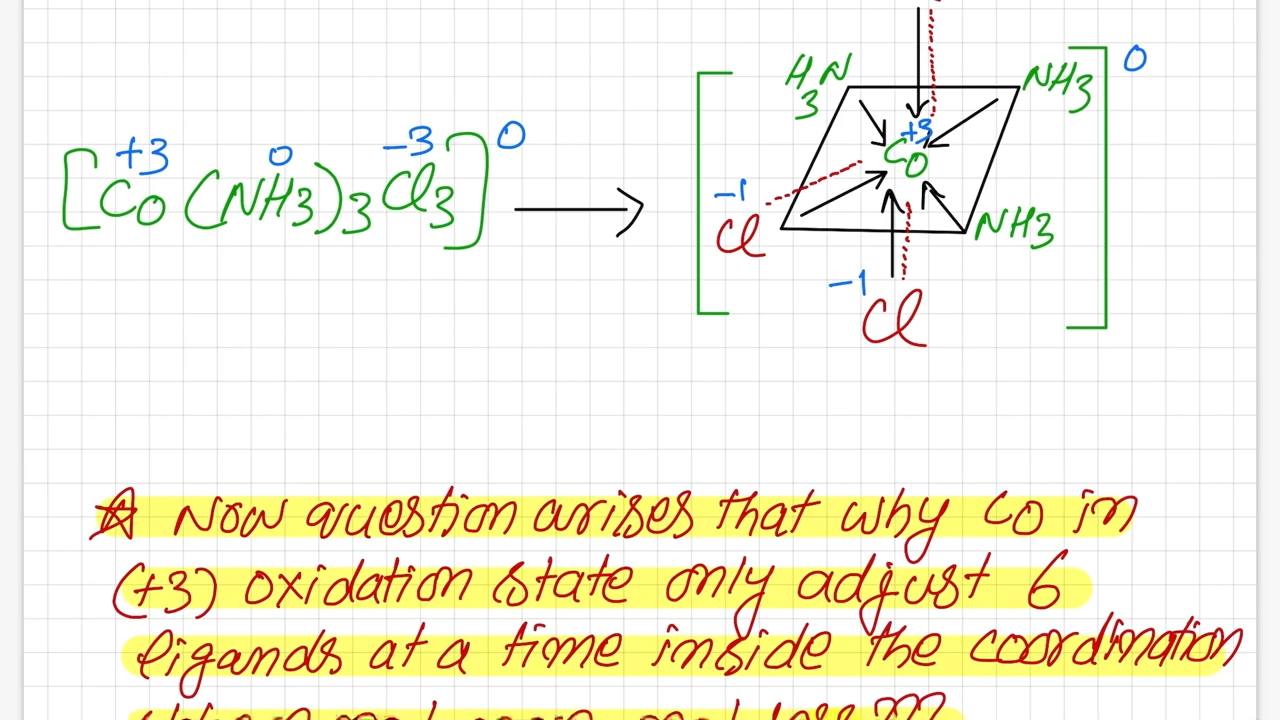 [Co(NH3)3Cl3]⁰
+3 0 -3
H3N
NH3
0
+3
Co
-1
Cl
NH3
-1
Cl
Now question arises that why Co in
(+3) oxidation state only adjust 6
ligands at a time inside the coordination